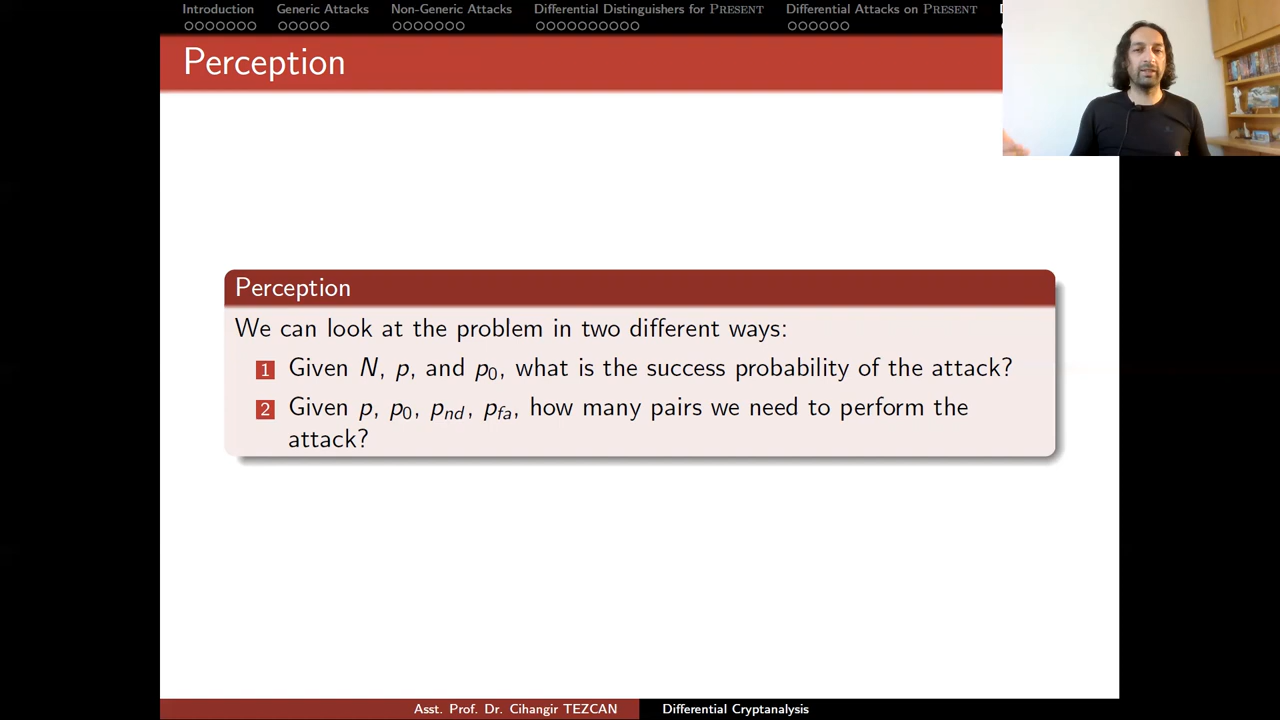 Introduction Generic Attacks Non-Generic Attacks Differential Distinguishers for PRESENT Differential Attacks on PRESENT
Perception
Perception
We can look at the problem in two different ways:
1 Given N, p, and p₀, what is the success probability of the attack?
2 Given p, p₀, pₙd, pfa, how many pairs we need to perform the
attack?
Asst. Prof. Dr. Cihangir TEZCAN Differential Cryptanalysis